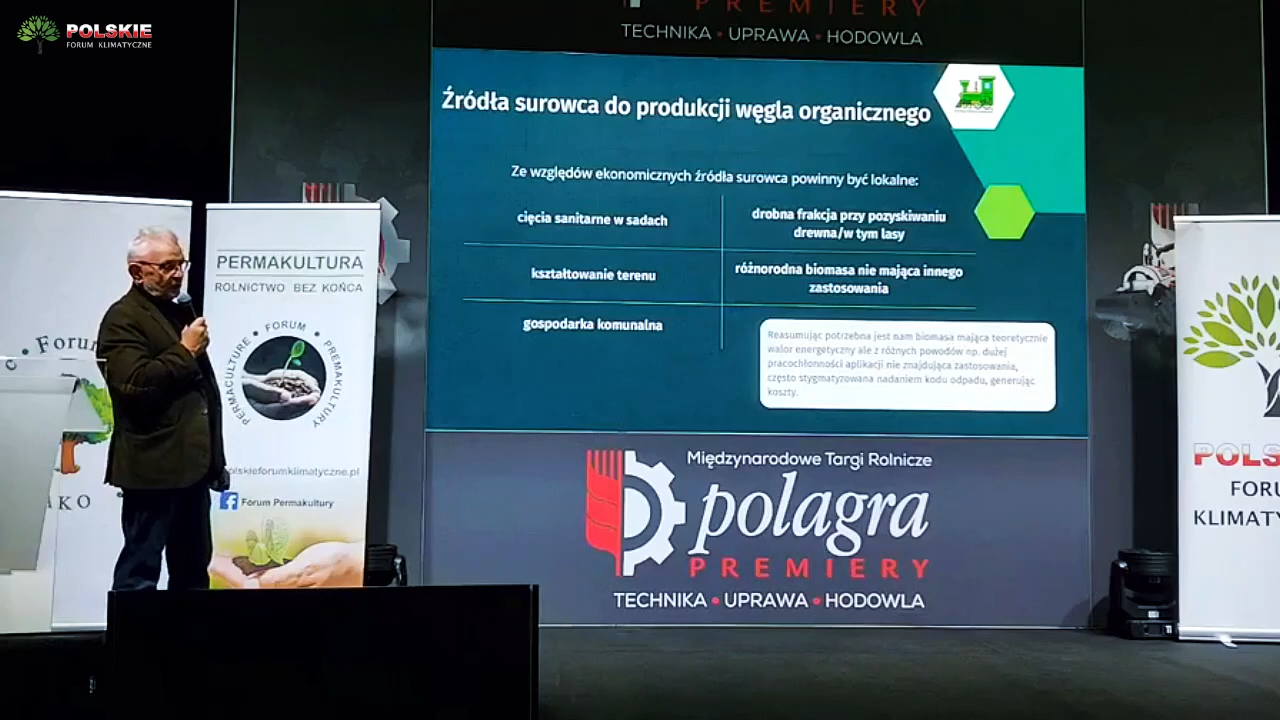 POLSKIE
FORUM KLIMATYCZNE
PREMIERY
TECHNIKA • UPRAWA • HODOWLA
Źródła surowca do produkcji węgla organicznego
Ze względów ekonomicznych źródła surowca powinny być lokalne:
cięcia sanitarne w sadach
drobna frakcja przy pozyskiwaniu
drewna/w tym lasy
kształtowanie terenu
różnorodna biomasa nie mająca innego
zastosowania
gospodarka komunalna
Reasumując potrzebna jest nam biomasa mająca teoretycznie
walor energetyczny ale z różnych powodów np. dużej
pracochłonności aplikacji nie znajdująca zastosowania,
często stygmatyzowana nadaniem kodu odpadu, generując
koszty.
Międzynarodowe Targi Rolnicze
polagra
PREMIERY
TECHNIKA • UPRAWA • HODOWLA
PERMAKULTURA
ROLNICTWO BEZ KOŃCA
• FORUM •
PERMACULTURE
PREMAKULTURY
polskieforumklimatyczne.pl
Forum Permakultury
• Forum
POLS
FORU
KLIMATY